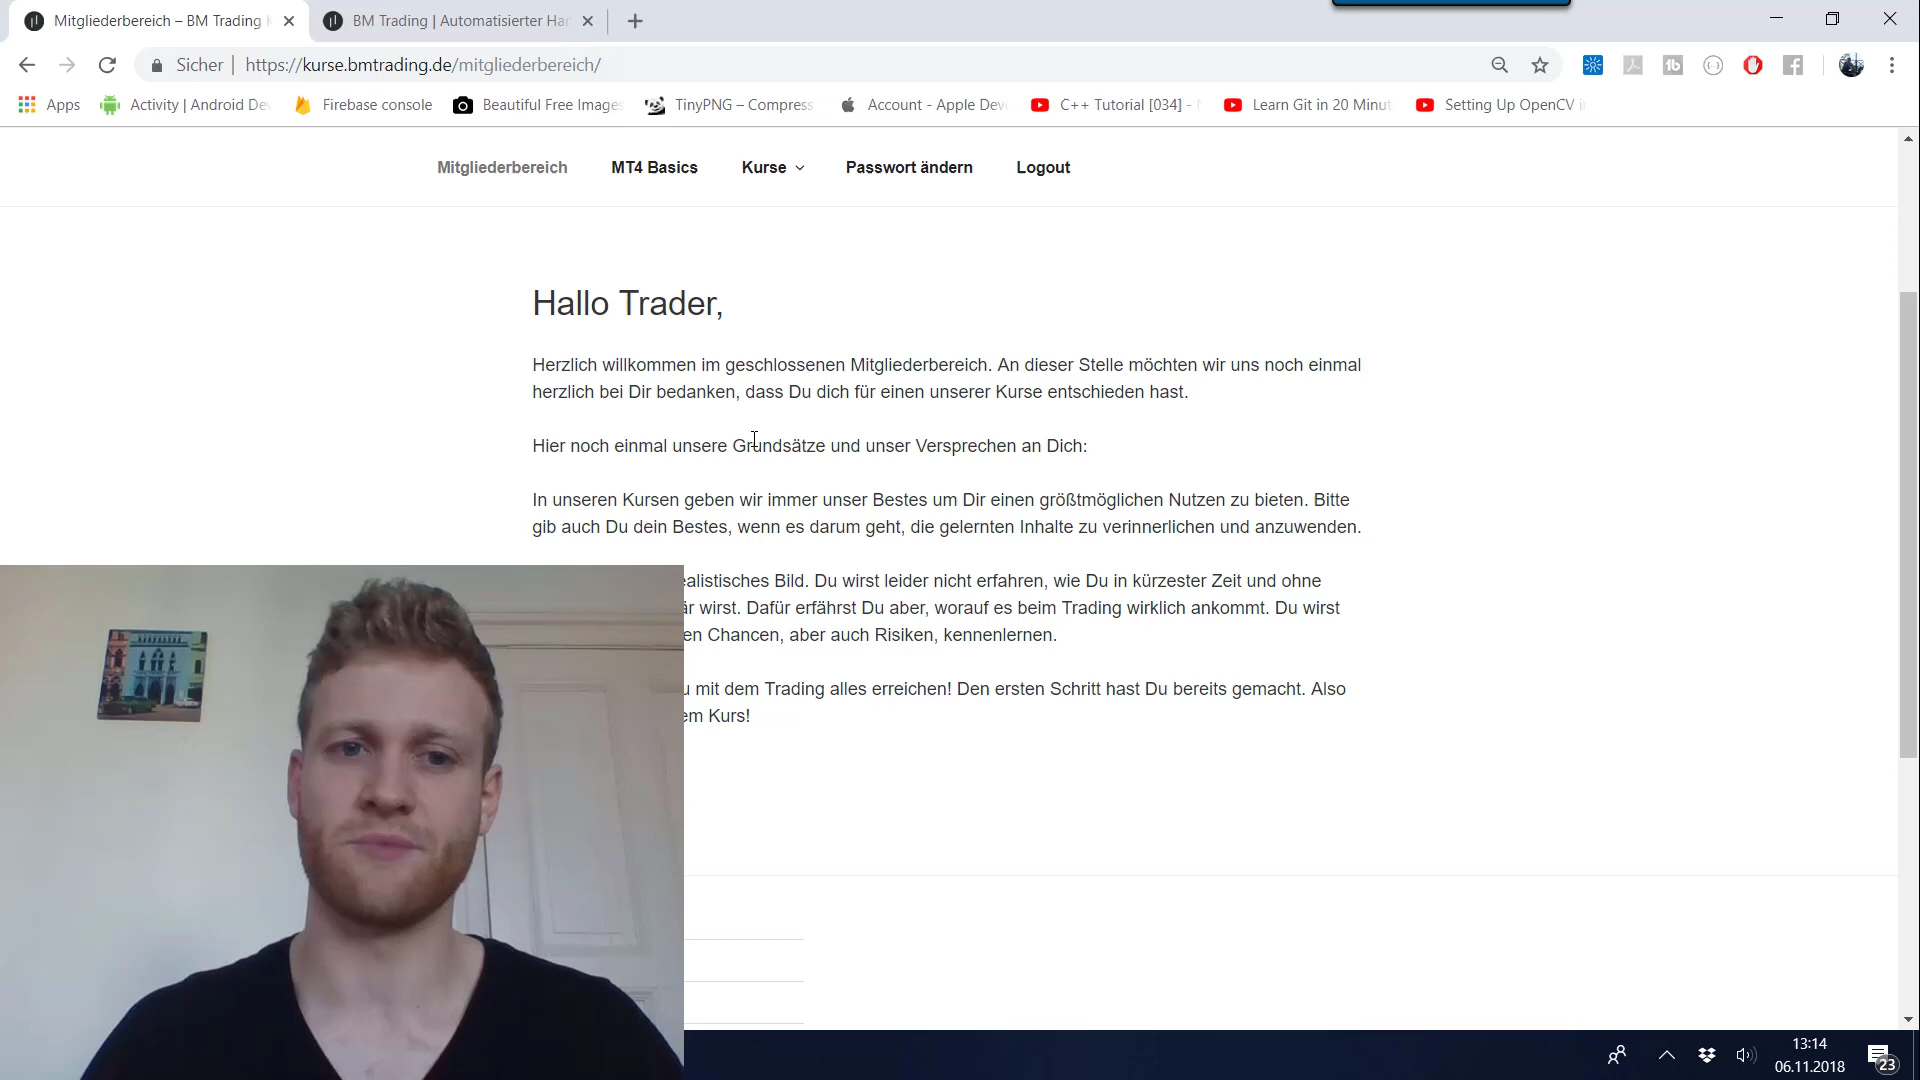 Mitgliederbereich – BM Trading
BM Trading | Automatisierter Han
Sicher | https://kurse.bmtrading.de/mitgliederbereich/
Apps
Activity | Android De
Firebase console
Beautiful Free Images
TinyPNG – Compress
Account - Apple Dev
C++ Tutorial [034] -
Learn Git in 20 Minut
Setting Up OpenCV i
Mitgliederbereich
MT4 Basics
Kurse
Passwort ändern
Logout
Hallo Trader,
Herzlich willkommen im geschlossenen Mitgliederbereich. An dieser Stelle möchten wir uns noch einmal
herzlich bei Dir bedanken, dass Du dich für einen unserer Kurse entschieden hast.
Hier noch einmal unsere Grundsätze und unser Versprechen an Dich:
In unseren Kursen geben wir immer unser Bestes um Dir einen größtmöglichen Nutzen zu bieten. Bitte
gib auch Du dein Bestes, wenn es darum geht, die gelernten Inhalte zu verinnerlichen und anzuwenden.
ealistisches Bild. Du wirst leider nicht erfahren, wie Du in kürzester Zeit und ohne
är wirst. Dafür erfährst Du aber, worauf es beim Trading wirklich ankommt. Du wirst
en Chancen, aber auch Risiken, kennenlernen.
u mit dem Trading alles erreichen! Den ersten Schritt hast Du bereits gemacht. Also
em Kurs!
13:14
06.11.2018
23